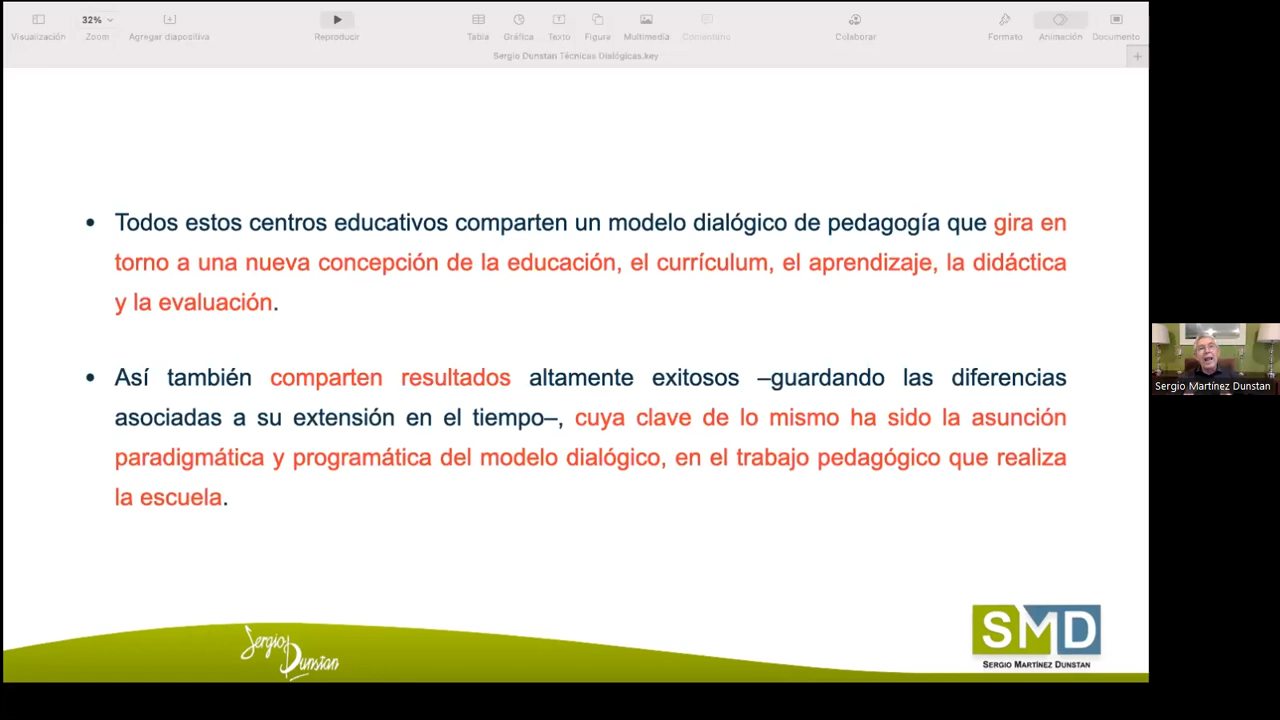 32%
Visualización Zoom Agregar diapositiva Reproducir Tabla Gráfica Texto Figura Multimedia Comentario Colaborar Formato Animación Documento
Sergio Dunstan Técnicas Dialógicas.key
• Todos estos centros educativos comparten un modelo dialógico de pedagogía que gira en
torno a una nueva concepción de la educación, el currículum, el aprendizaje, la didáctica
y la evaluación.
• Así también comparten resultados altamente exitosos –guardando las diferencias
asociadas a su extensión en el tiempo–, cuya clave de lo mismo ha sido la asunción
paradigmática y programática del modelo dialógico, en el trabajo pedagógico que realiza
la escuela.
Sergio Martínez Dunstan
Sergio
Dunstan
SMD
SERGIO MARTÍNEZ DUNSTAN